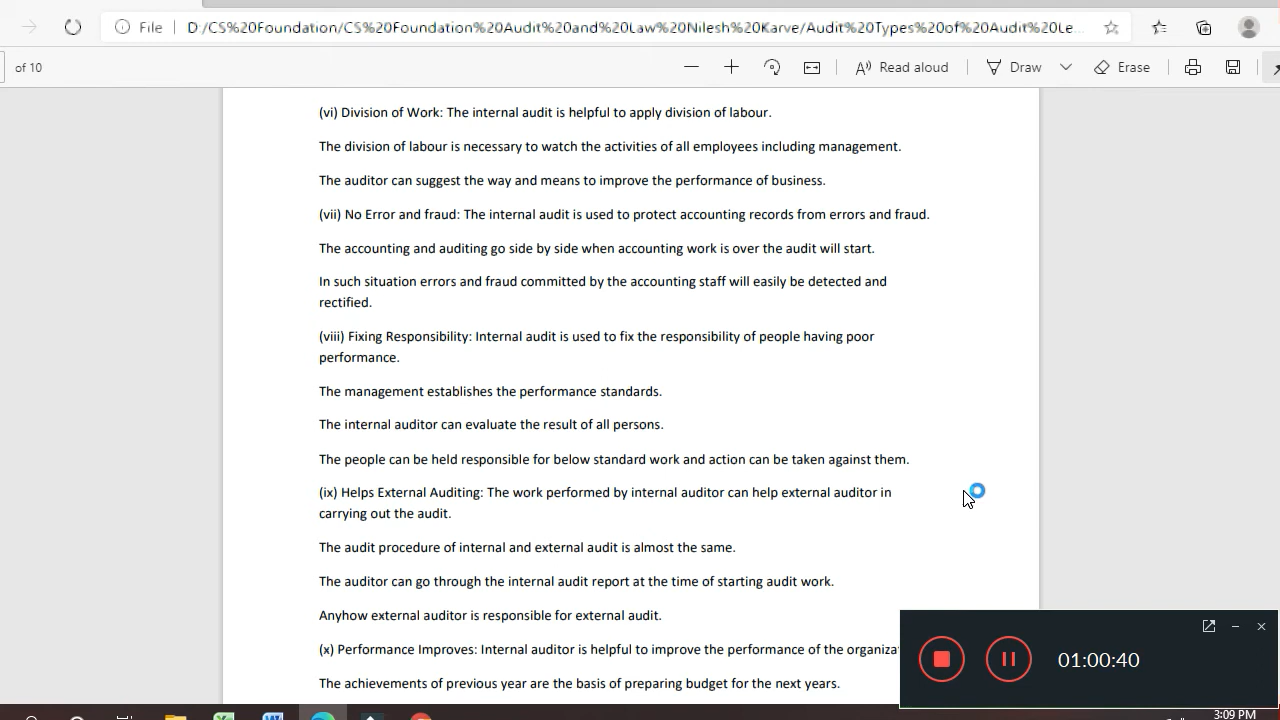 File D:/CS%20Foundation/CS%20Foundation%20Audit%20and%20Law%20Nilesh%20Karve/Audit%20Types%20of%20Audit%20Le...
of 10 Read aloud Draw Erase
(vi) Division of Work: The internal audit is helpful to apply division of labour.
The division of labour is necessary to watch the activities of all employees including management.
The auditor can suggest the way and means to improve the performance of business.
(vii) No Error and fraud: The internal audit is used to protect accounting records from errors and fraud.
The accounting and auditing go side by side when accounting work is over the audit will start.
In such situation errors and fraud committed by the accounting staff will easily be detected and
rectified.
(viii) Fixing Responsibility: Internal audit is used to fix the responsibility of people having poor
performance.
The management establishes the performance standards.
The internal auditor can evaluate the result of all persons.
The people can be held responsible for below standard work and action can be taken against them.
(ix) Helps External Auditing: The work performed by internal auditor can help external auditor in
carrying out the audit.
The audit procedure of internal and external audit is almost the same.
The auditor can go through the internal audit report at the time of starting audit work.
Anyhow external auditor is responsible for external audit.
(x) Performance Improves: Internal auditor is helpful to improve the performance of the organiza
The achievements of previous year are the basis of preparing budget for the next years.
01:00:40
3:09 PM